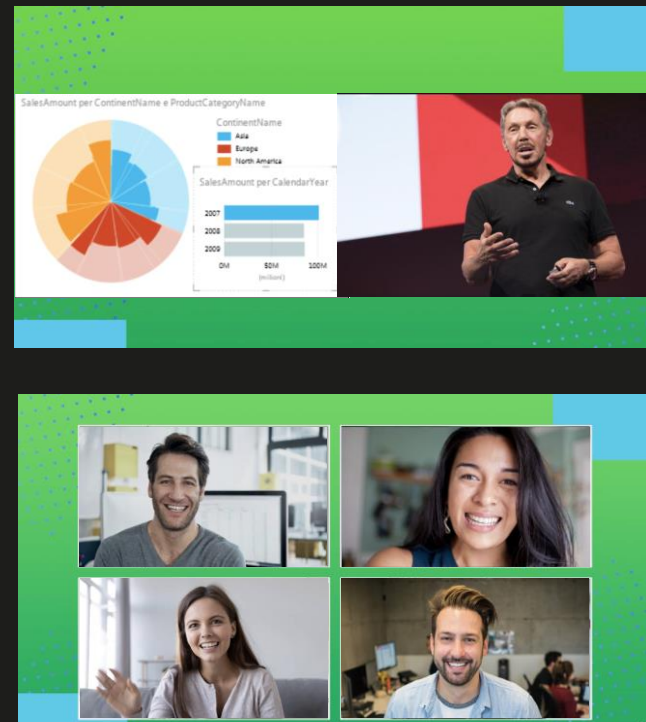 SalesAmount per ContinentName e ProductCategoryName
ContinentName
Asia
Europe
North America
SalesAmount per CalendarYear
2007
2008
2009
0M 50M 100M
(milioni)